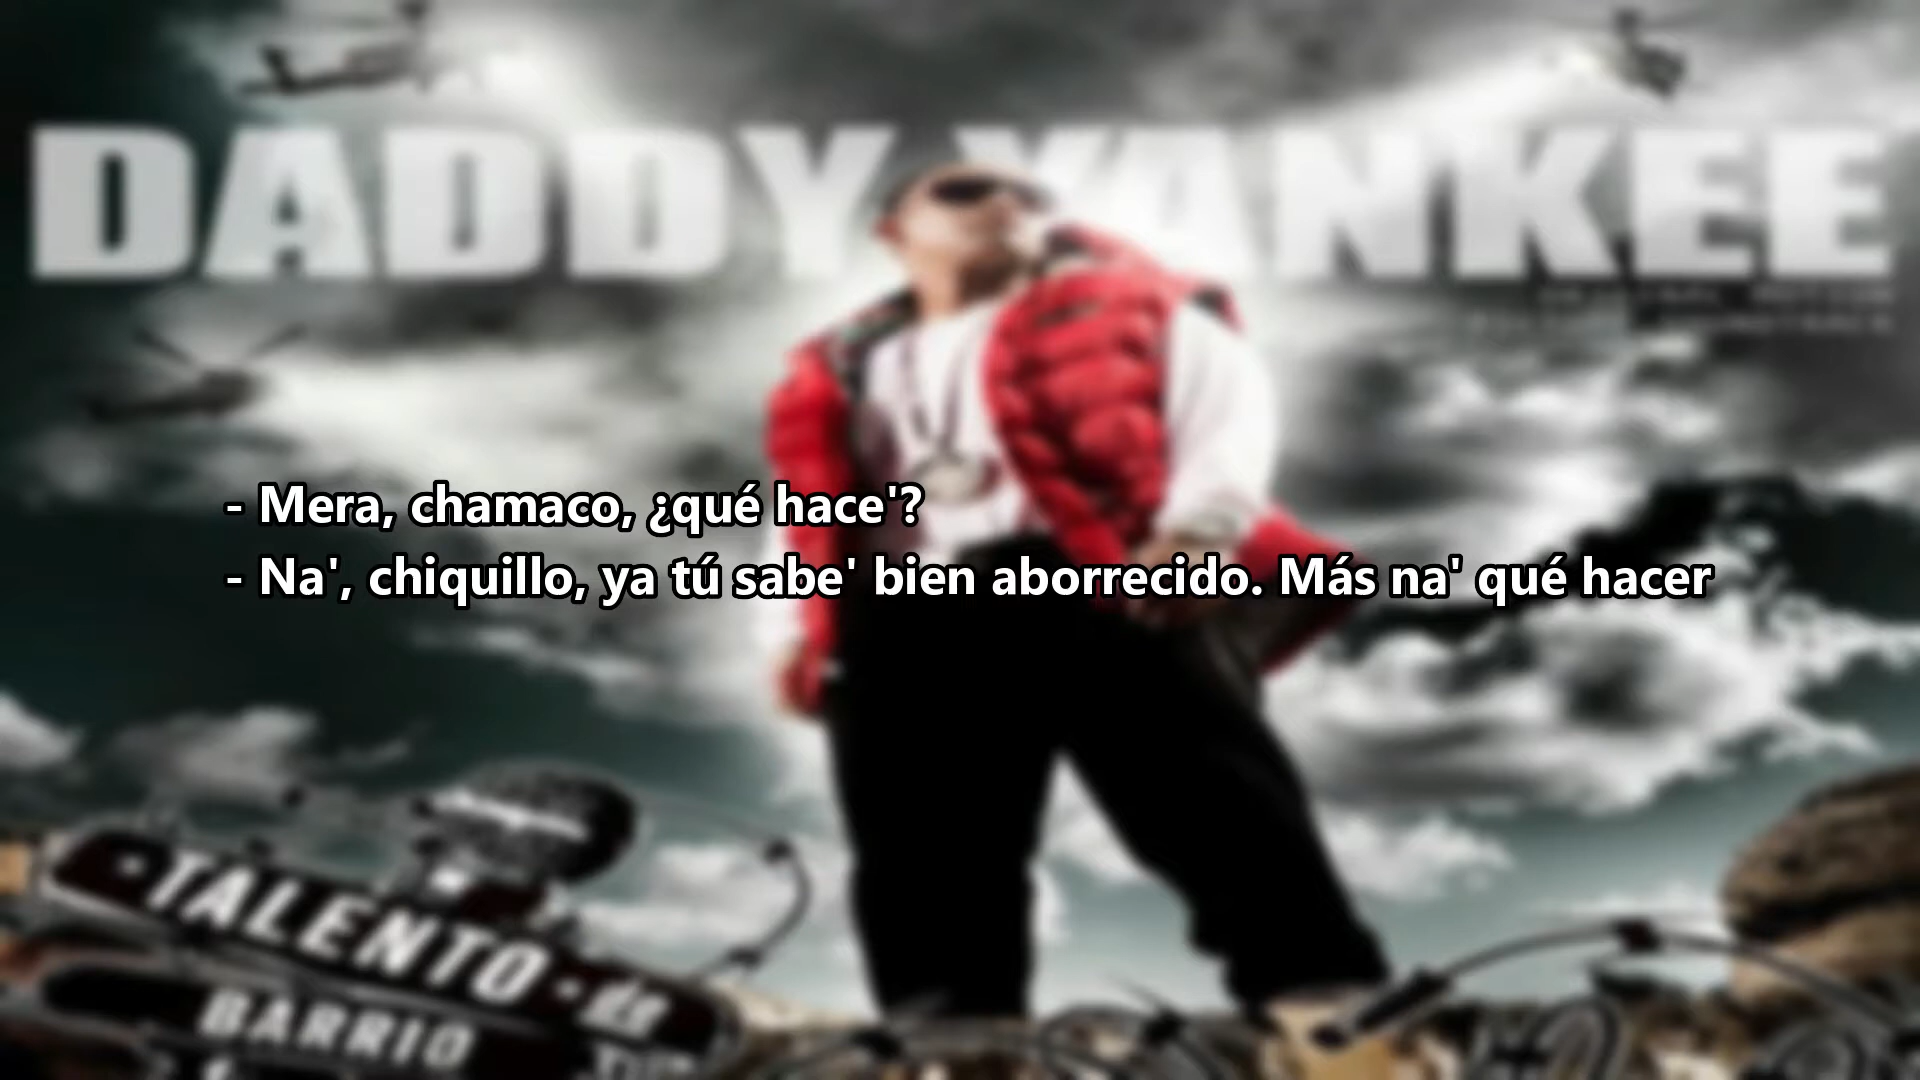 DADDY YANKEE
- Mera, chamaco, ¿qué hace'?
- Na', chiquillo, ya tú sabe' bien aborrecido. Más na' qué hacer
TALENTO de
BARRIO